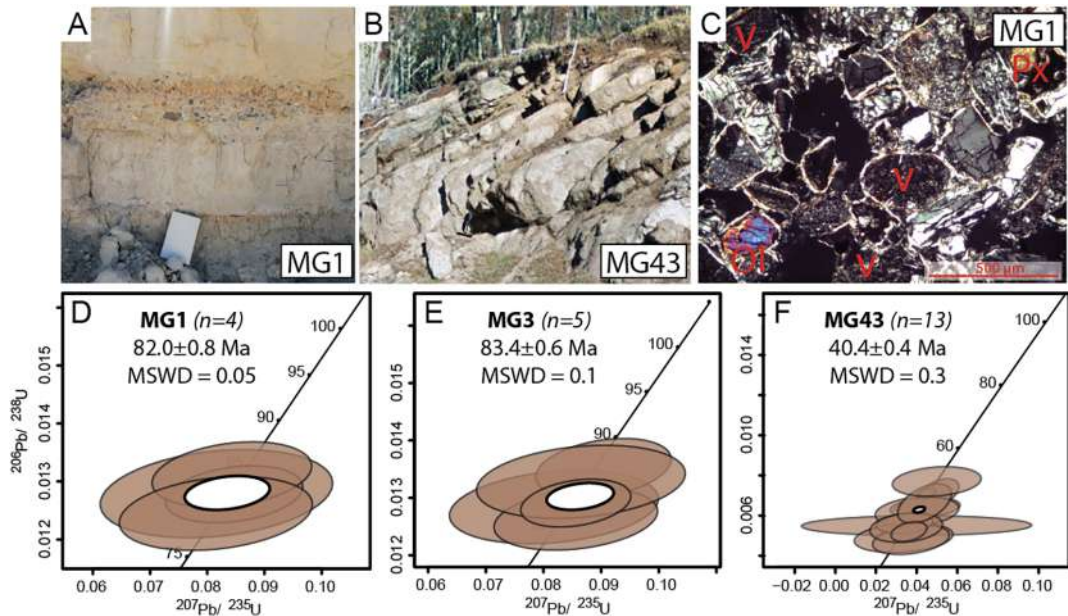 A
MG1
B
MG43
C
MG1
V
Px
V
V
Ol
500 µm
D
MG1 (n=4)
82.0±0.8 Ma
MSWD = 0.05
100
95
90
75
0.015
0.014
0.013
0.012
206Pb/ 238U
0.06 0.07 0.08 0.09 0.10
207Pb/ 235U
E
MG3 (n=5)
83.4±0.6 Ma
MSWD = 0.1
100
95
90
0.015
0.014
0.013
0.012
0.06 0.07 0.08 0.09 0.10
207Pb/ 235U
F
MG43 (n=13)
40.4±0.4 Ma
MSWD = 0.3
100
80
60
0.014
0.010
0.006
−0.02 0.00 0.02 0.04 0.06 0.08 0.10
207Pb/ 235U